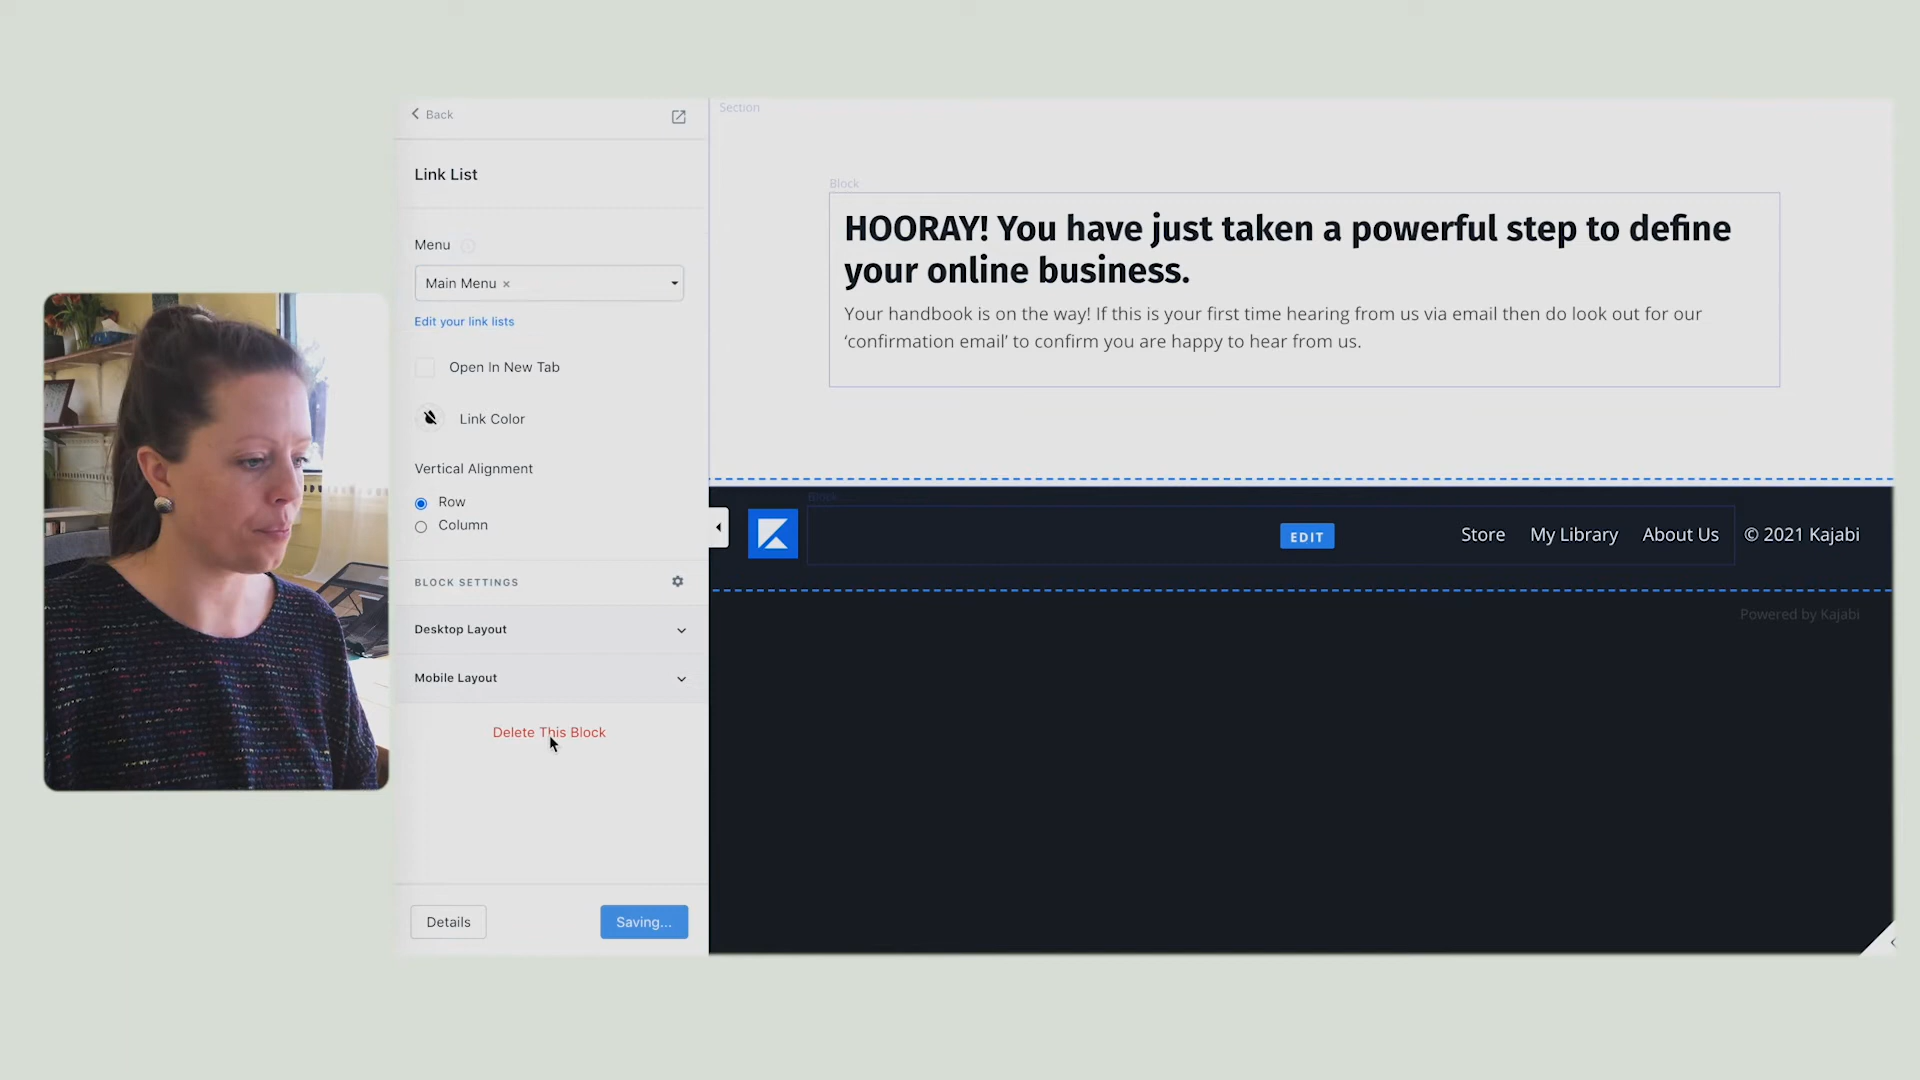 Back
Link List
Menu
Main Menu ×
Edit your link lists
Open In New Tab
Link Color
Vertical Alignment
Row
Column
BLOCK SETTINGS
Desktop Layout
Mobile Layout
Delete This Block
Details
Saving...
Section
Block
HOORAY! You have just taken a powerful step to define
your online business.
Your handbook is on the way! If this is your first time hearing from us via email then do look out for our
‘confirmation email’ to confirm you are happy to hear from us.
Block
EDIT
Store
My Library
About Us
© 2021 Kajabi
Powered by Kajabi